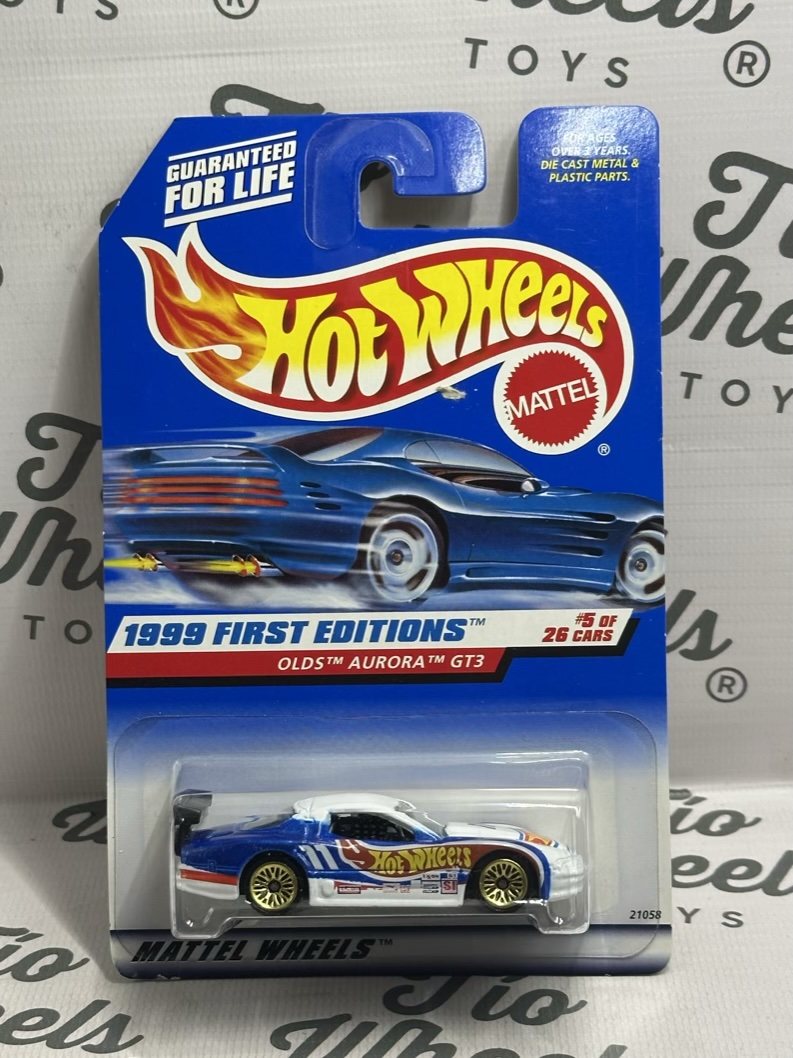 TOYS
®
GUARANTEED
FOR LIFE
FOR AGES
OVER 3 YEARS.
DIE CAST METAL &
PLASTIC PARTS.
HOT WHEELS
MATTEL
®
1999 FIRST EDITIONS™
#5 OF
26 CARS
OLDS™ AURORA™ GT3
HOT WHEELS
21058
MATTEL WHEELS™
Tío
Wheels